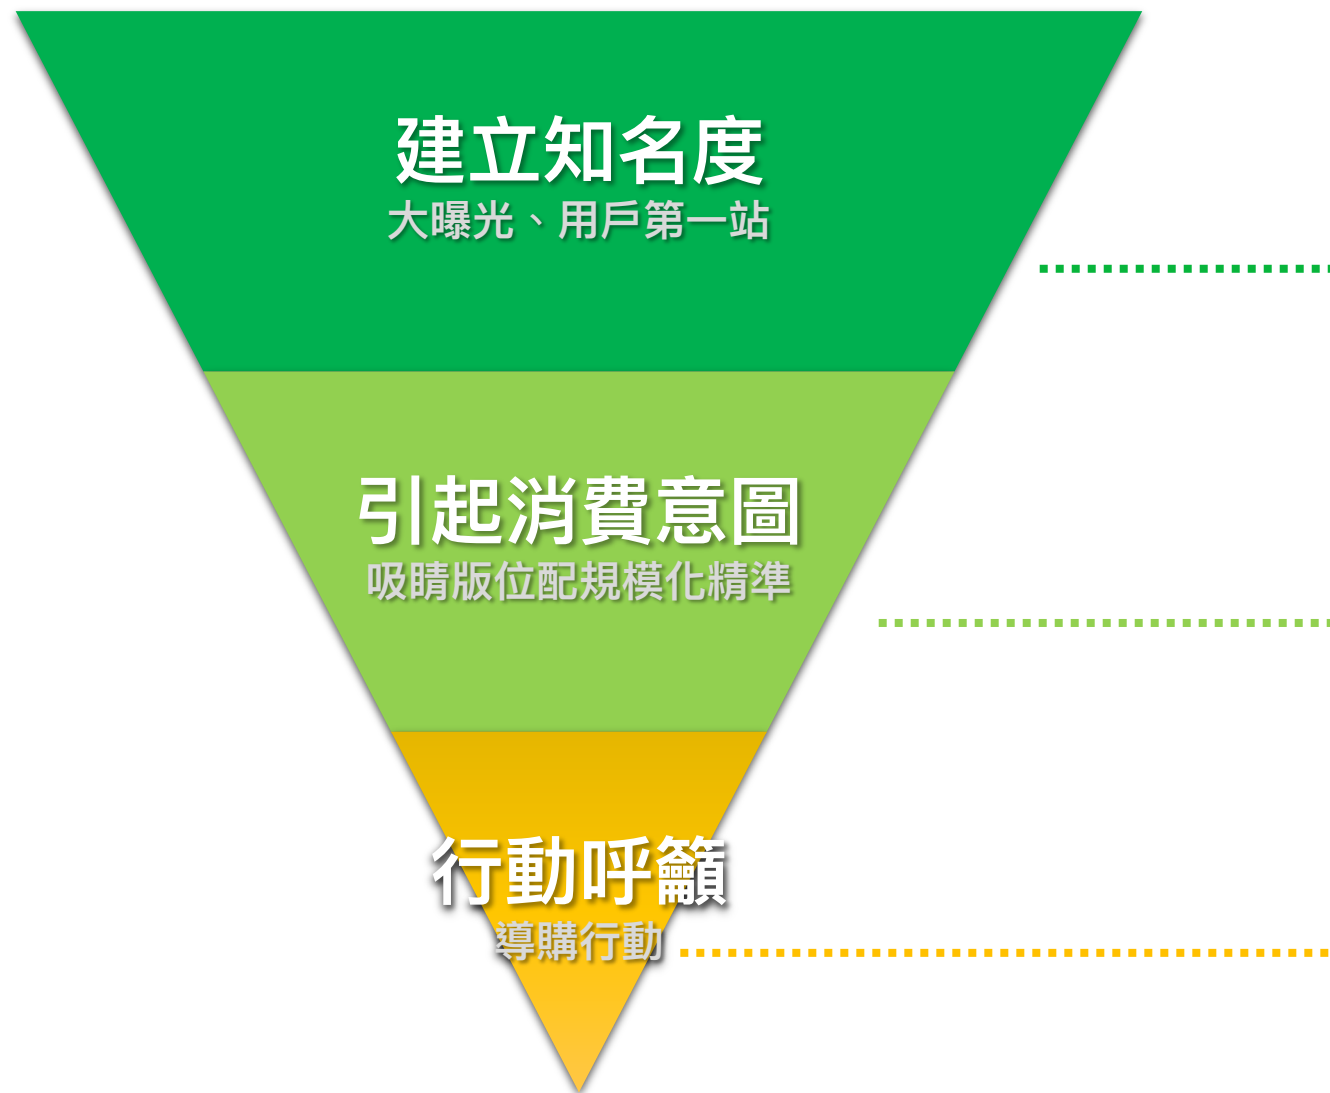 建立知名度
大曝光、用戶第一站
引起消費意圖
吸睛版位配規模化精準
行動呼籲
導購行動